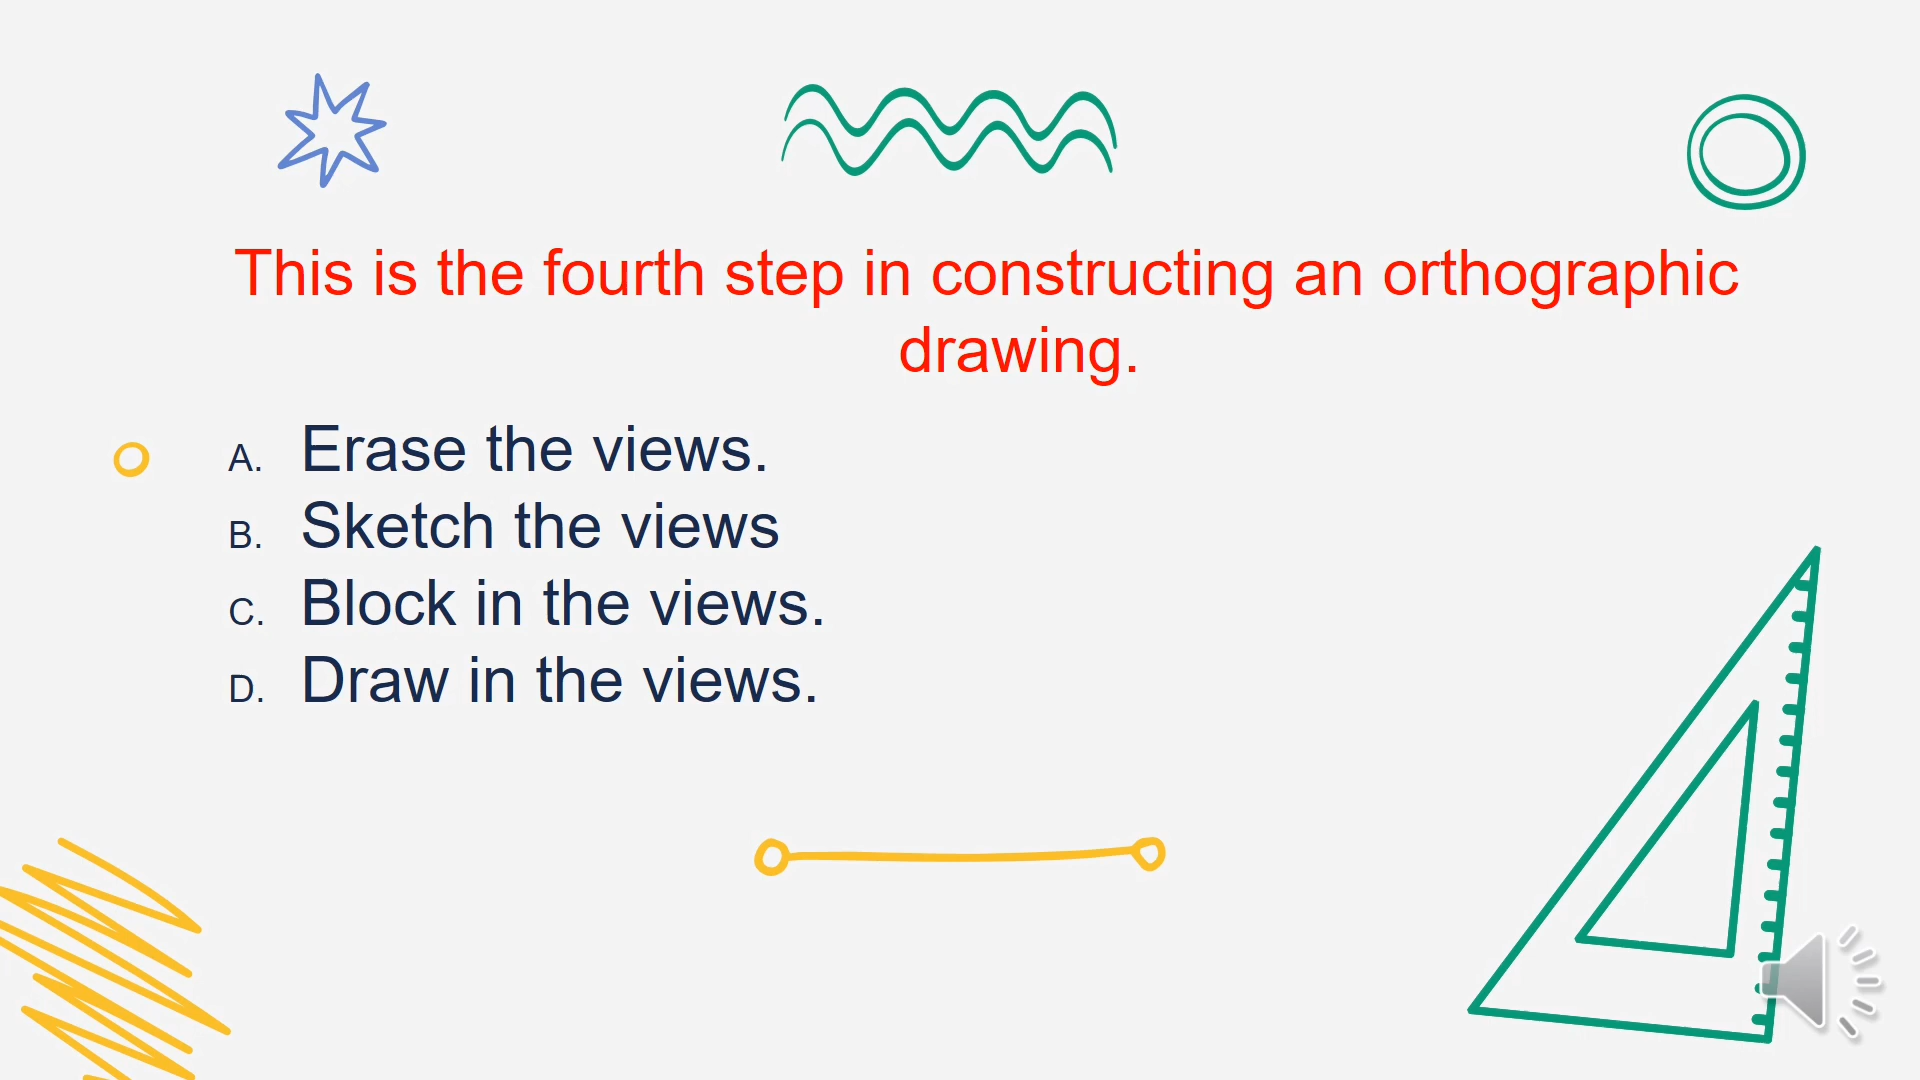 This is the fourth step in constructing an orthographic
drawing.
A. Erase the views.
B. Sketch the views
C. Block in the views.
D. Draw in the views.